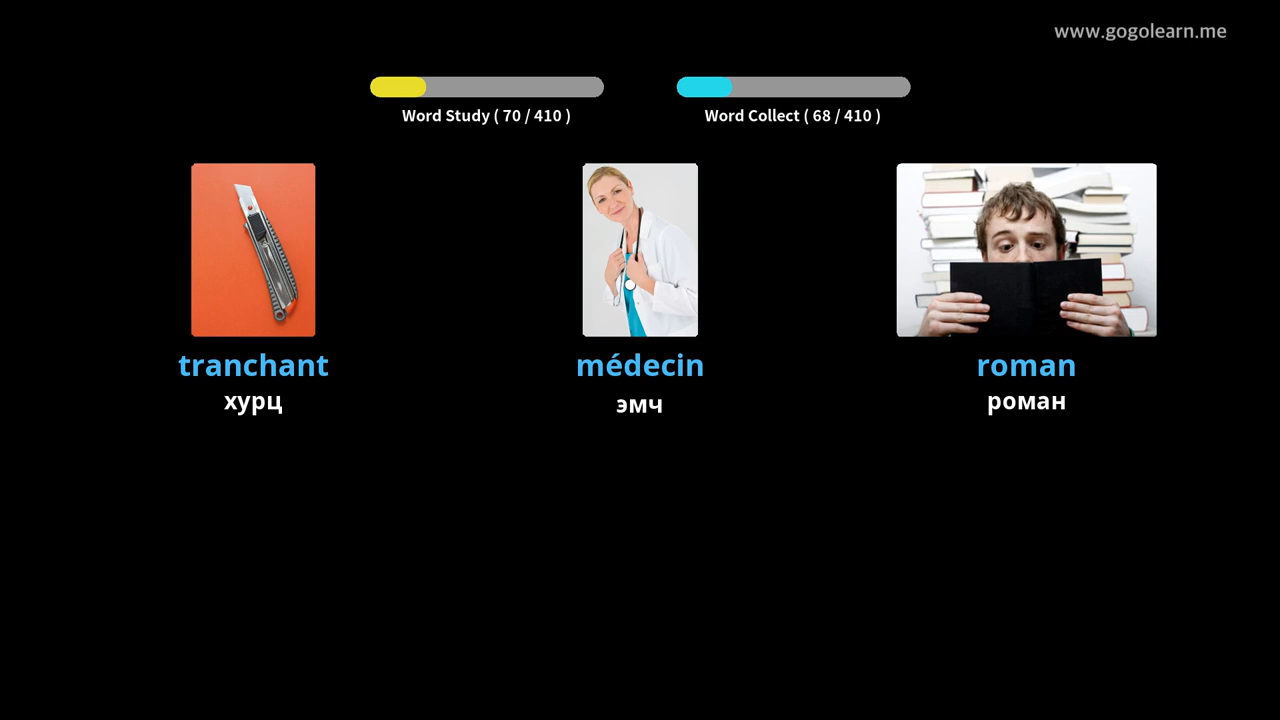 www.gogolearn.me
Word Study ( 70 / 410 )
Word Collect ( 68 / 410 )
tranchant
хурц
médecin
эмч
roman
роман